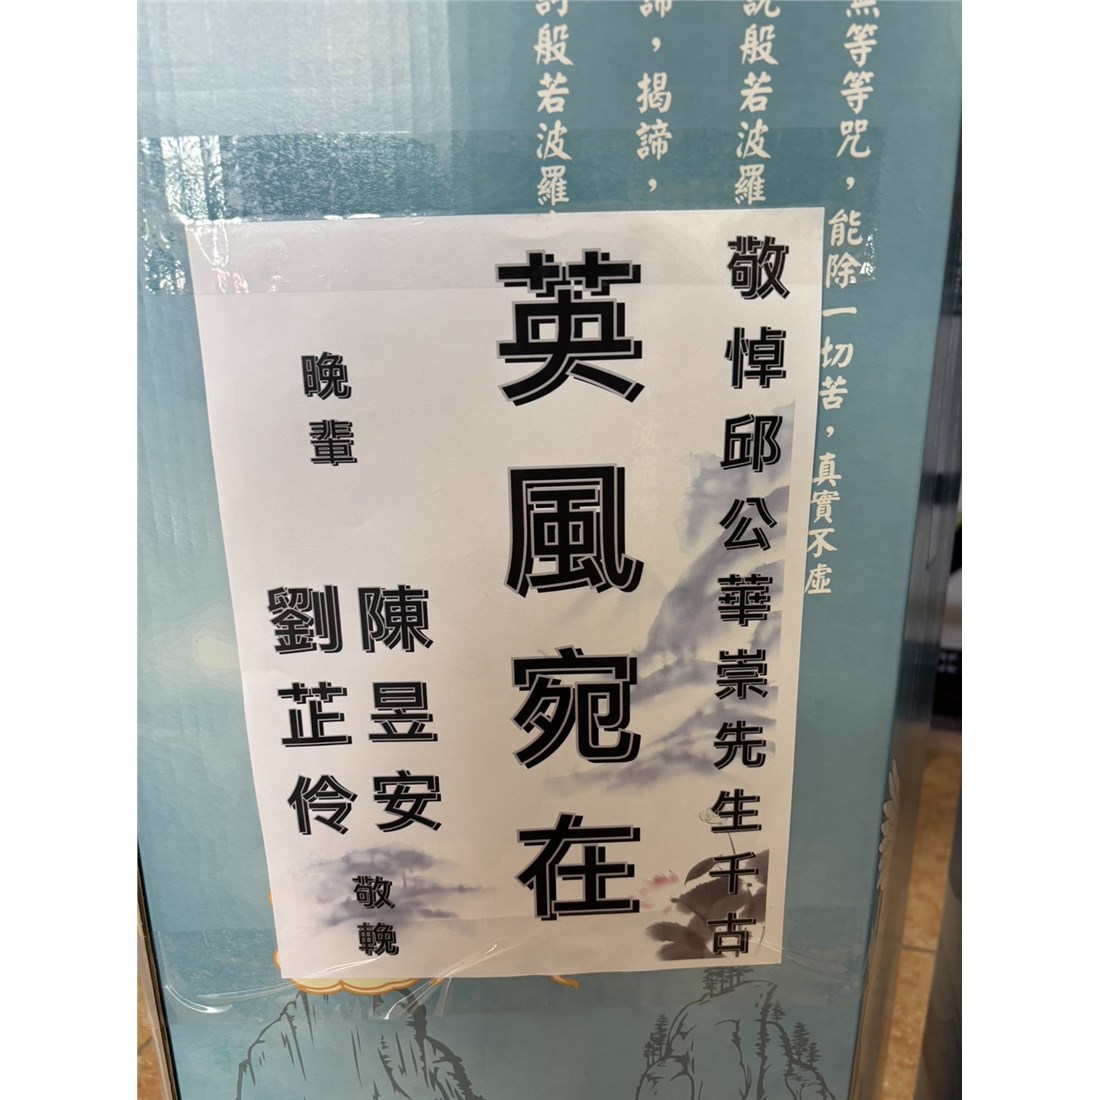 無等等咒，能除一切苦，真實不虛
說般若波羅
諦，揭諦，
般若波羅
敬悼邱公華崇先生千古
英風宛在
晚輩
陳昱安
劉芷伶
敬輓